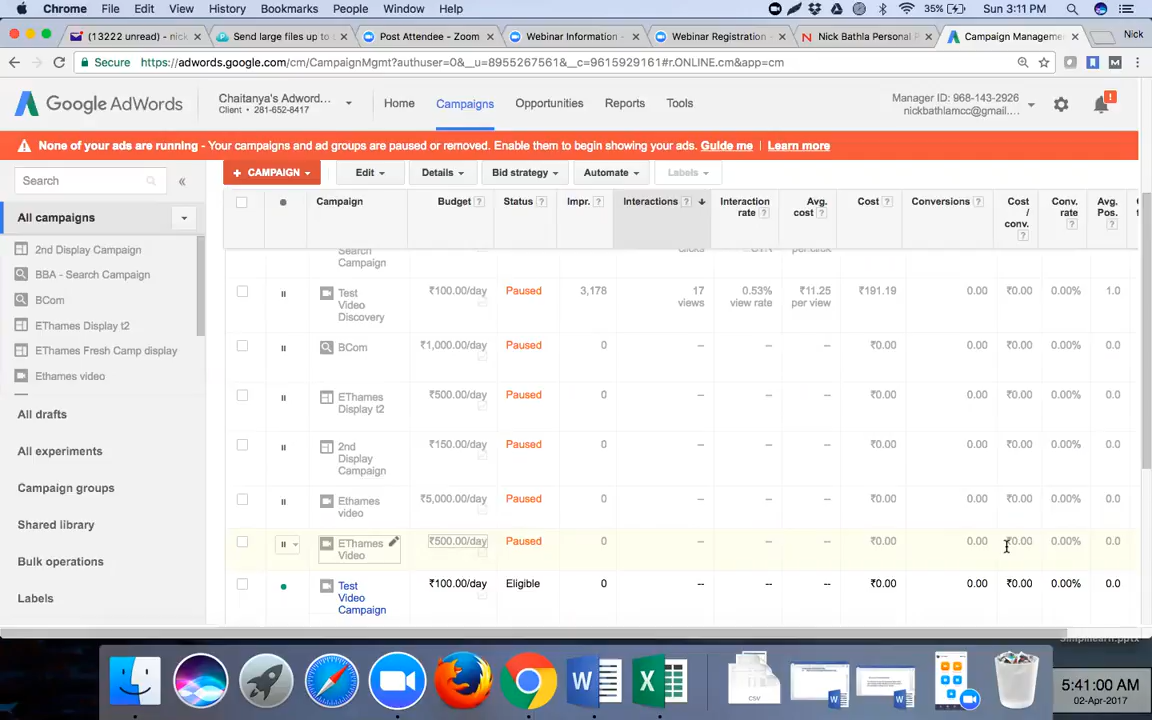 Chrome File Edit View History Bookmarks People Window Help 35% Sun 3:11 PM
(13222 unread) - nick Send large files up to Post Attendee - Zoom Webinar Information - Webinar Registration - Nick Bathla Personal P Campaign Manageme Nick
Secure https://adwords.google.com/cm/CampaignMgmt?authuser=0&__u=8955267561&__c=9615929161#r.ONLINE.cm&app=cm
Google AdWords Chaitanya's Adword... Home Campaigns Opportunities Reports Tools Manager ID: 968-143-2926
Client • 281-652-6417 nickbathlamcc@gmail.... !
None of your ads are running - Your campaigns and ad groups are paused or removed. Enable them to begin showing your ads. Guide me | Learn more
Search «
+ CAMPAIGN Edit Details Bid strategy Automate Labels
All campaigns
2nd Display Campaign
BBA - Search Campaign
BCom
EThames Display t2
EThames Fresh Camp display
Ethames video
All drafts
All experiments
Campaign groups
Shared library
Bulk operations
Labels
Campaign Budget ? Status ? Impr. ? Interactions ? Interaction rate ? Avg. cost ? Cost ? Conversions ? Cost / conv. ? Conv. rate ? Avg. Pos. ?
Search
Campaign clicks CTR per click
Test Video Discovery ₹100.00/day Paused 3,178 17 views 0.53% view rate ₹11.25 per view ₹191.19 0.00 ₹0.00 0.00% 1.0
BCom ₹1,000.00/day Paused 0 – – – ₹0.00 0.00 ₹0.00 0.00% 0.0
EThames Display t2 ₹500.00/day Paused 0 – – – ₹0.00 0.00 ₹0.00 0.00% 0.0
2nd Display Campaign ₹150.00/day Paused 0 – – – ₹0.00 0.00 ₹0.00 0.00% 0.0
Ethames video ₹5,000.00/day Paused 0 – – – ₹0.00 0.00 ₹0.00 0.00% 0.0
EThames Video ₹500.00/day Paused 0 – – – ₹0.00 0.00 ₹0.00 0.00% 0.0
Test Video Campaign ₹100.00/day Eligible 0 – – – ₹0.00 0.00 ₹0.00 0.00% 0.0
W X CSV W W
5:41:00 AM
02-Apr-2017